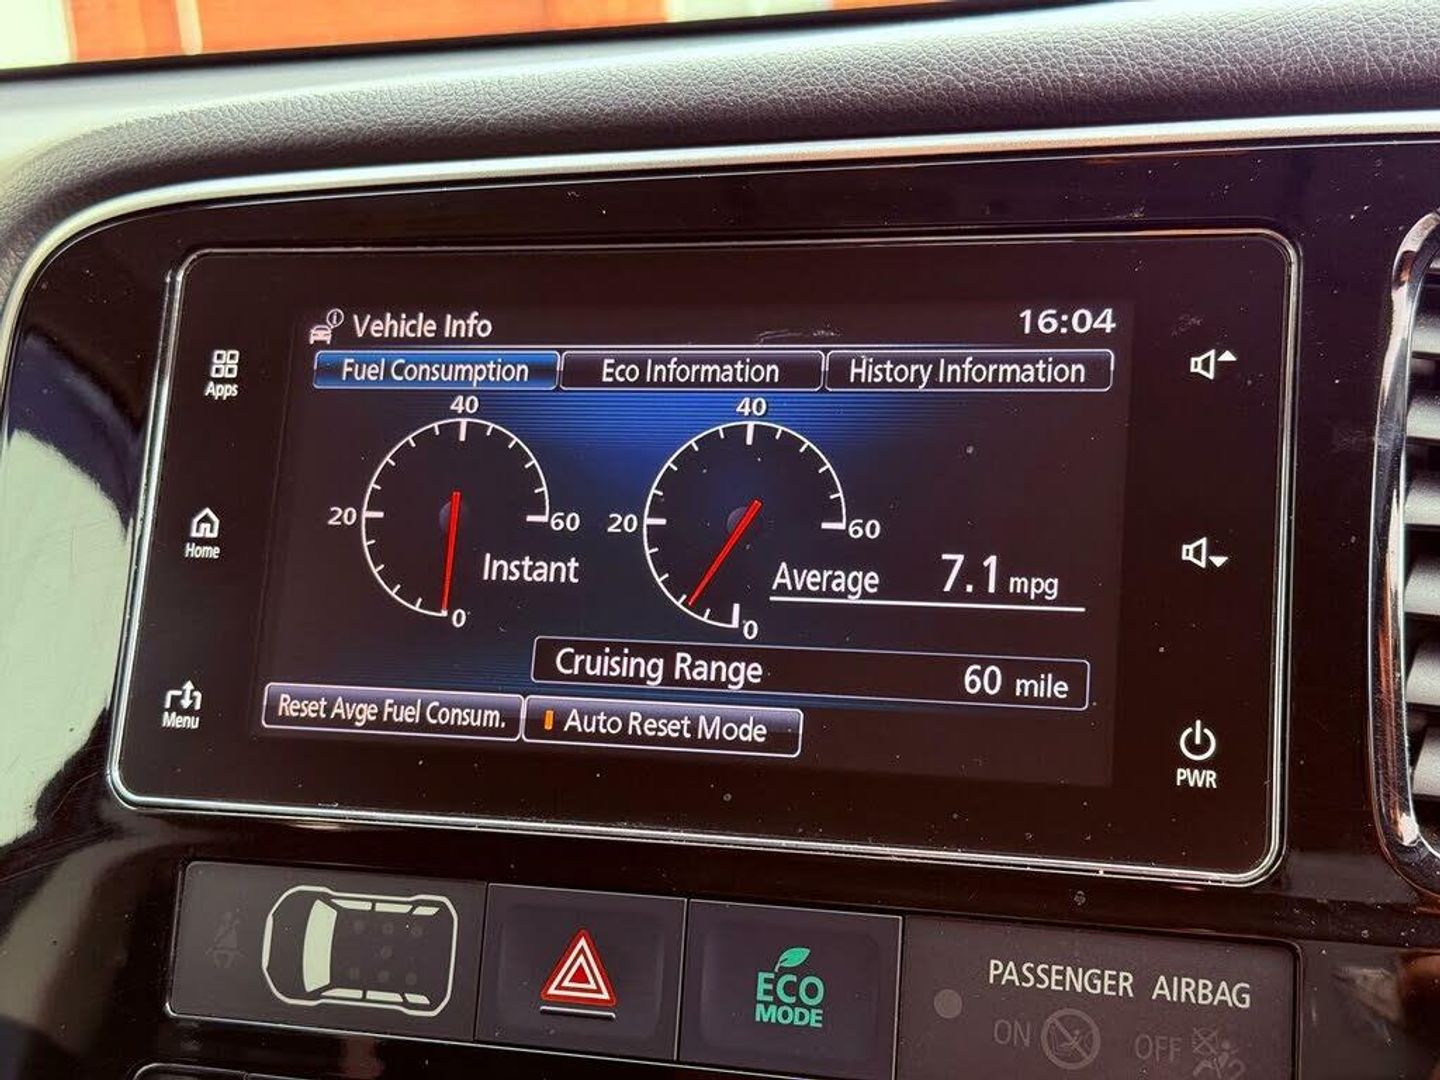 Vehicle Info
16:04
Fuel Consumption
Eco Information
History Information
Apps
40
40
20
60
20
60
Home
Instant
Average
7.1 mpg
0
0
Cruising Range
60 mile
Menu
Reset Avge Fuel Consum.
Auto Reset Mode
PWR
PASSENGER AIRBAG
ECO
MODE
ON
OFF
2